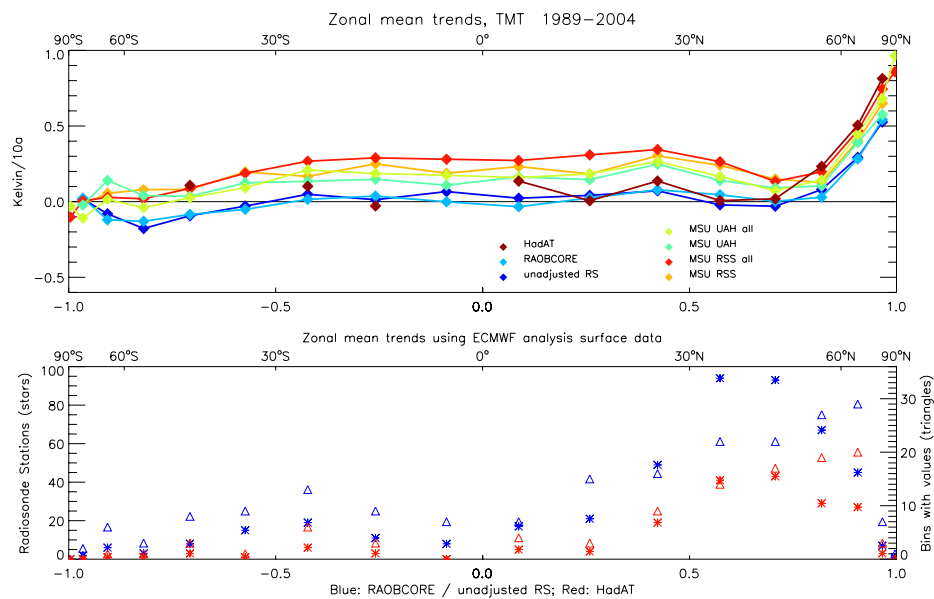 Zonal mean trends, TMT 1989−2004
90°S 60°S 30°S 0° 30°N 60°N 90°N
1.0
0.5
0.0
−0.5
Kelvin/10a
HadAT
RAOBCORE
unadjusted RS
MSU UAH all
MSU UAH
MSU RSS all
MSU RSS
−1.0 −0.5 0.0 0.5 1.0
Zonal mean trends using ECMWF analysis surface data
90°S 60°S 30°S 0° 30°N 60°N 90°N
100
80
60
40
20
0
Radiosonde Stations (stars)
30
20
10
0
Bins with values (triangles)
−1.0 −0.5 0.0 0.5 1.0
Blue: RAOBCORE / unadjusted RS; Red: HadAT